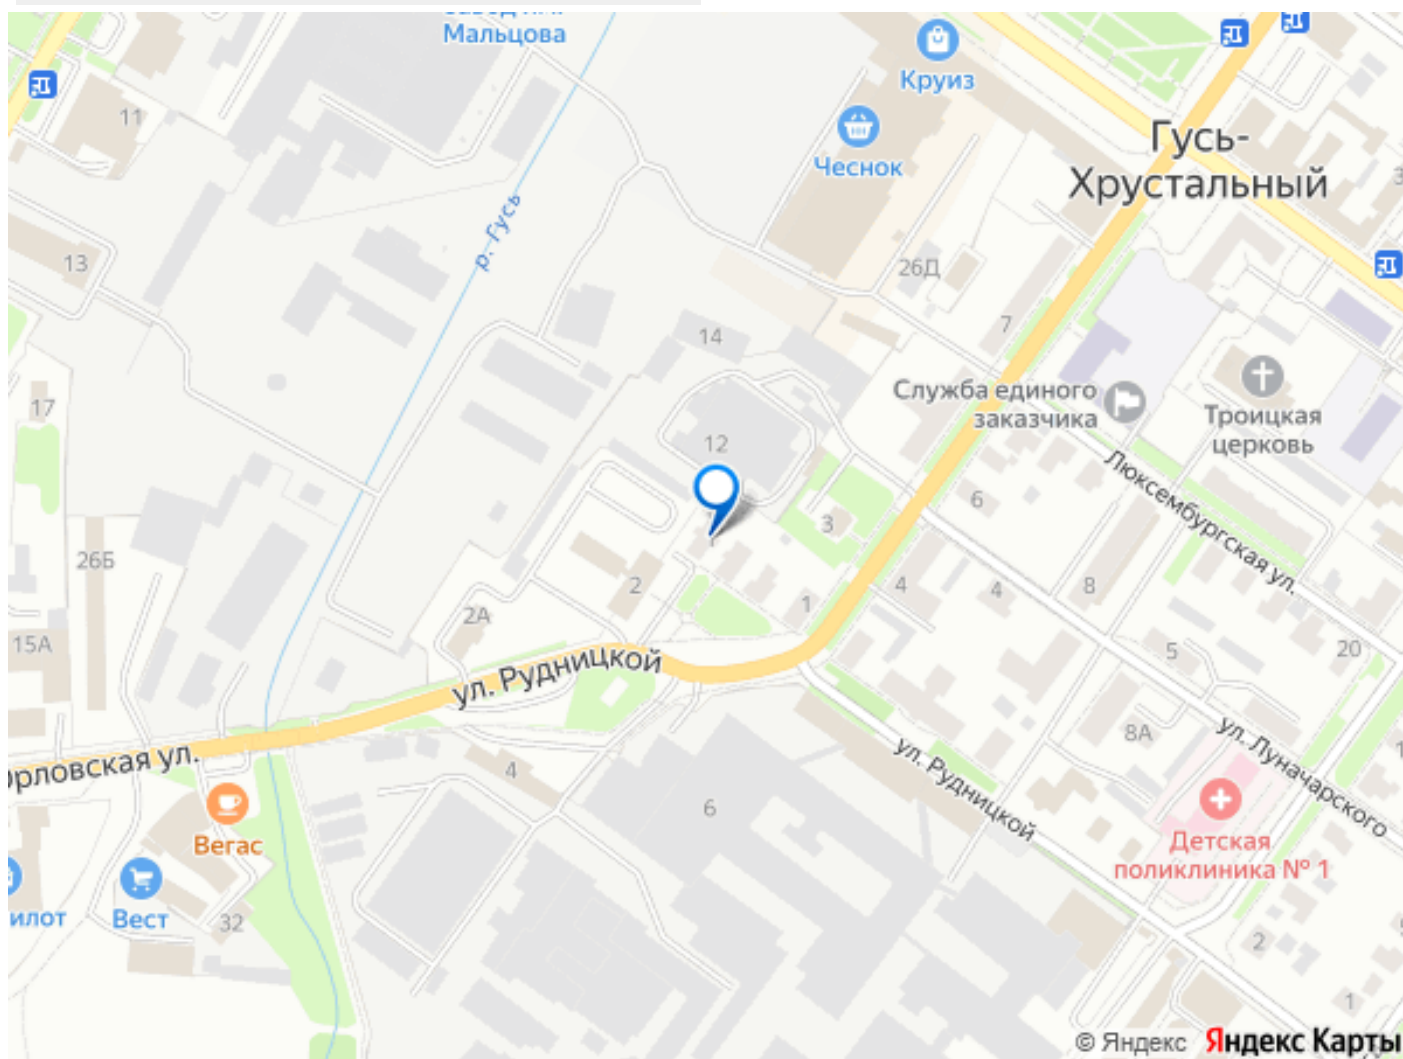 Мальцова
Круиз
Чеснок
Гусь-
Хрустальный
11
р. Гусь
13
26Д
7
14
Служба единого
заказчика
Троицкая
церковь
17
12
Люксембургская ул.
6
3
26Б
2
4
4
8
2А
1
15А
5
20
ул. Рудницкой
8А
ул. Луначарского
орловская ул.
4
ул. Рудницкой
6
Вегас
Детская
поликлиника № 1
илот
Вест
32
2
1
© Яндекс Яндекс Карты